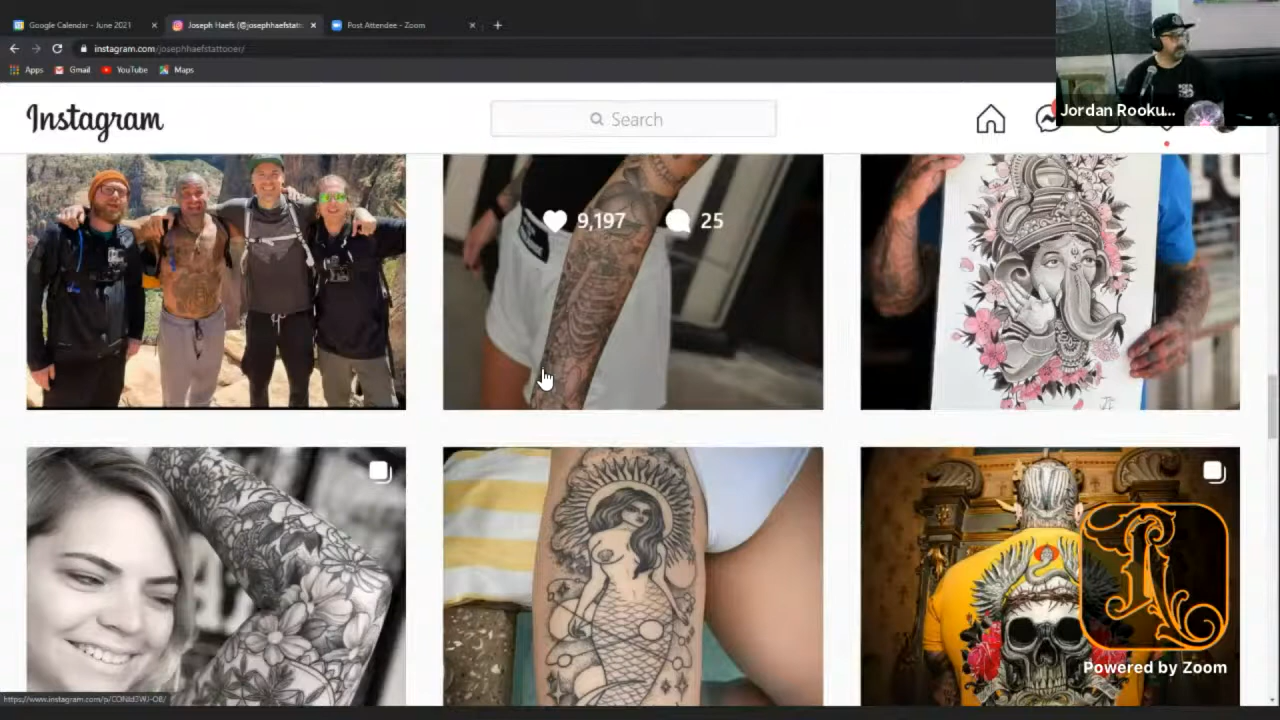 Google Calendar - June 2021
Joseph Haefs (@josephhaefstatt
Post Attendee - Zoom
instagram.com/josephhaefstattooer/
Apps
Gmail
YouTube
Maps
Jordan Rooku...
Instagram
Search
9,197
25
Powered by Zoom